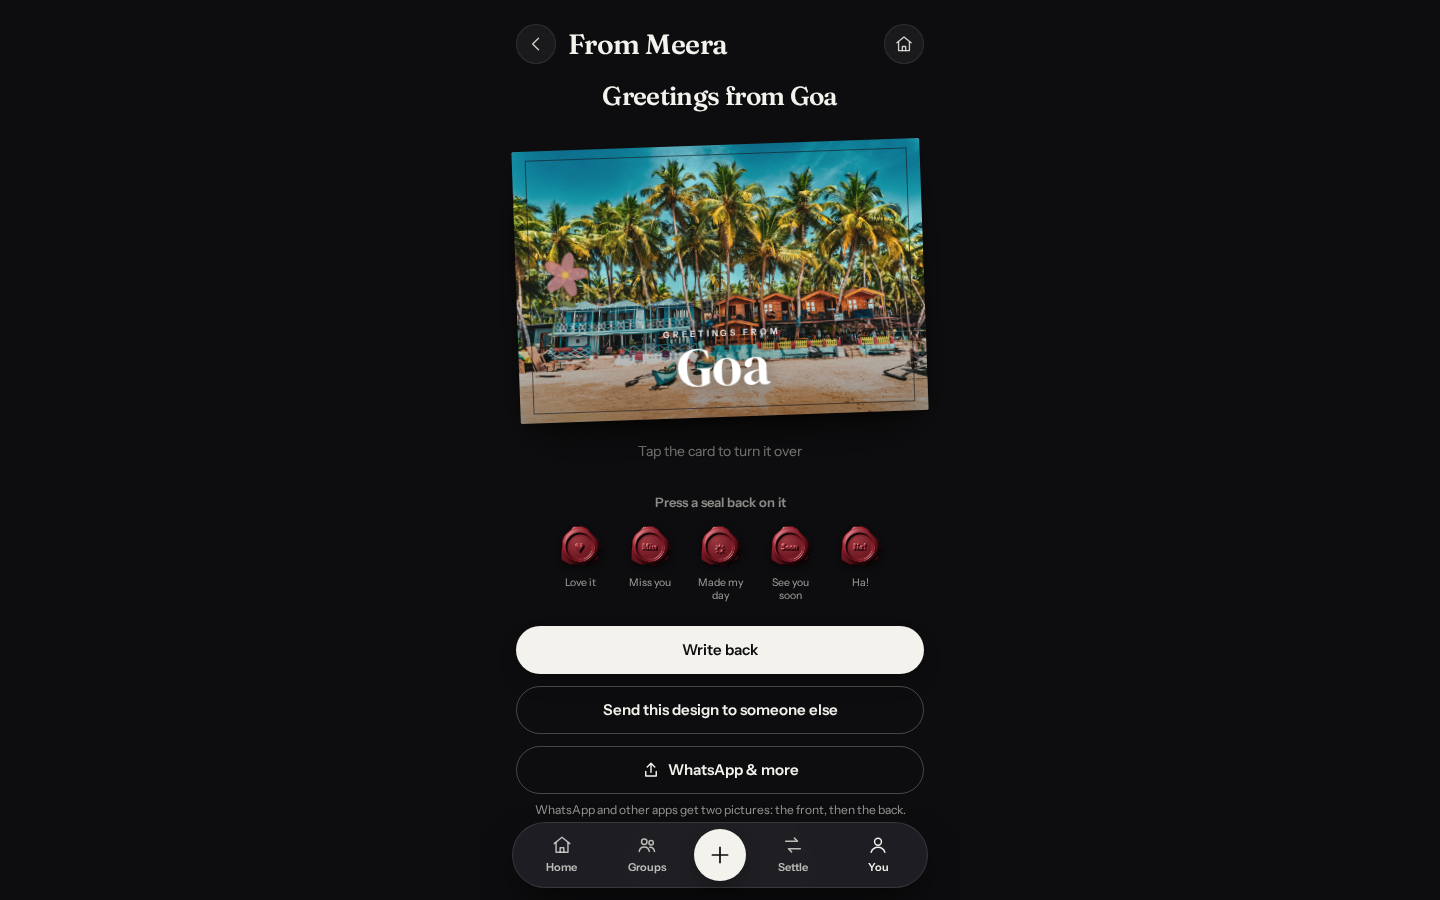 From Meera
Greetings from Goa
GREETINGS FROM
Goa
Tap the card to turn it over
Press a seal back on it
Miss
Soon
Ha!
Love it
Miss you
Made my
day
See you
soon
Ha!
Write back
Send this design to someone else
WhatsApp & more
WhatsApp and other apps get two pictures: the front, then the back.
Home
Groups
Settle
You